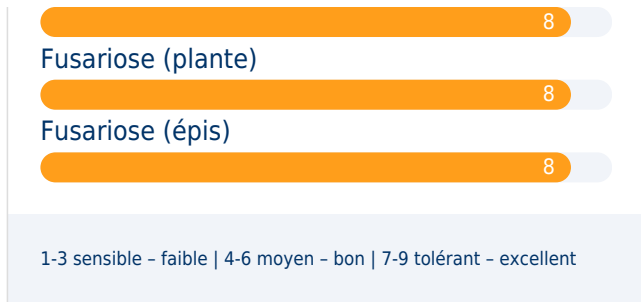 8
Fusariose (plante)
8
Fusariose (épis)
8
1-3 sensible – faible | 4-6 moyen – bon | 7-9 tolérant – excellent